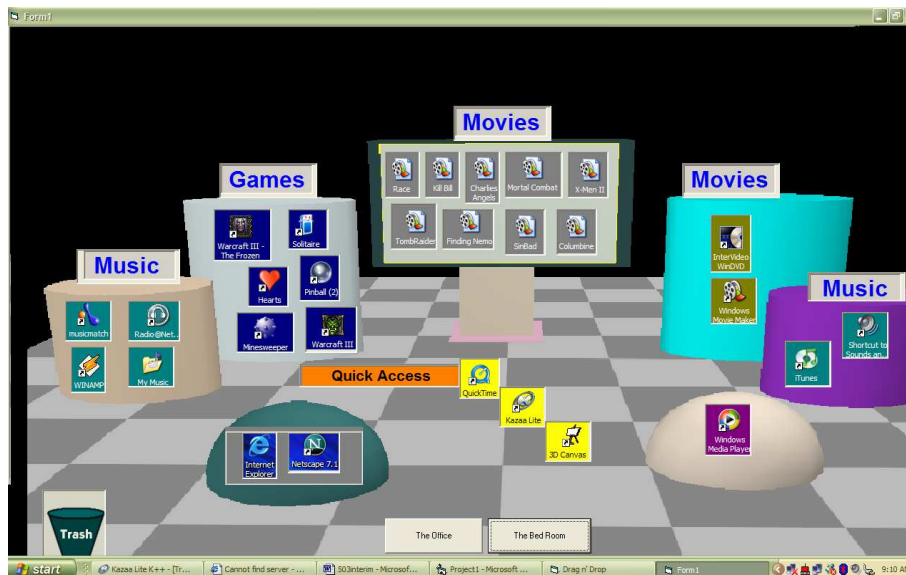 Form1
Movies
Race
Kill Bill
Charlies
Angels
Mortal Combat
X-Men II
TombRaider
Finding Nemo
SinBad
Columbine
Games
Warcraft III -
The Frozen
Solitaire
Hearts
Pinball (2)
Minesweeper
Warcraft III
Movies
InterVideo
WinDVD
Windows
Movie Maker
Music
musicmatch
Radio@Net...
WINAMP
My Music
Music
Shortcut to
Sounds an...
iTunes
Quick Access
QuickTime
Kazaa Lite
3D Canvas
Internet
Explorer
Netscape 7.1
Windows
Media Player
Trash
The Office
The Bed Room
start
Kazaa Lite K++ - [Tr...
Cannot find server - ...
503interim - Microsof...
Project1 - Microsoft ...
Drag n' Drop
Form1
9:10 AM